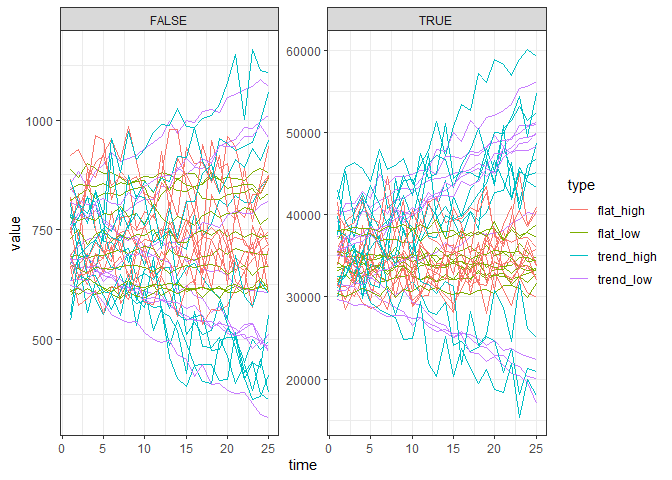 FALSE
TRUE
value
1000
750
500
60000
50000
40000
30000
20000
0
5
10
15
20
25
0
5
10
15
20
25
time
type
flat_high
flat_low
trend_high
trend_low